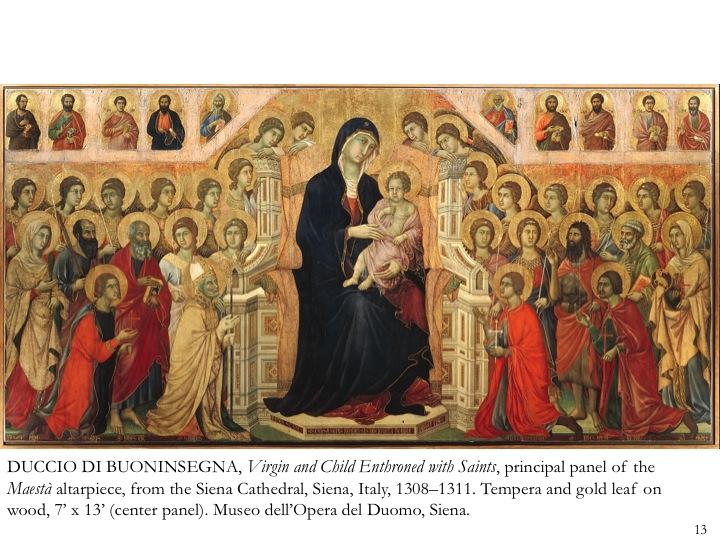 DUCCIO DI BUONINSEGNA, Virgin and Child Enthroned with Saints, principal panel of the
Maestà altarpiece, from the Siena Cathedral, Siena, Italy, 1308–1311. Tempera and gold leaf on
wood, 7’ x 13’ (center panel). Museo dell’Opera del Duomo, Siena.
13